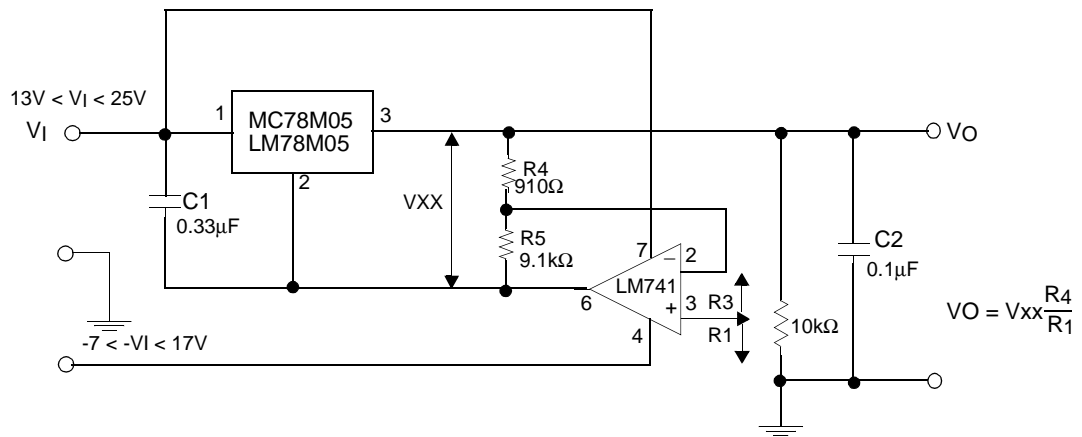 13V < VI < 25V
VI
1
MC78M05
LM78M05
3
2
VO
C1
0.33μF
VXX
R4
910Ω
R5
9.1kΩ
7
–
2
LM741
6
+
3
4
R3
R1
10kΩ
C2
0.1μF
-7 < -VI < 17V
VO = Vxx R4
R1